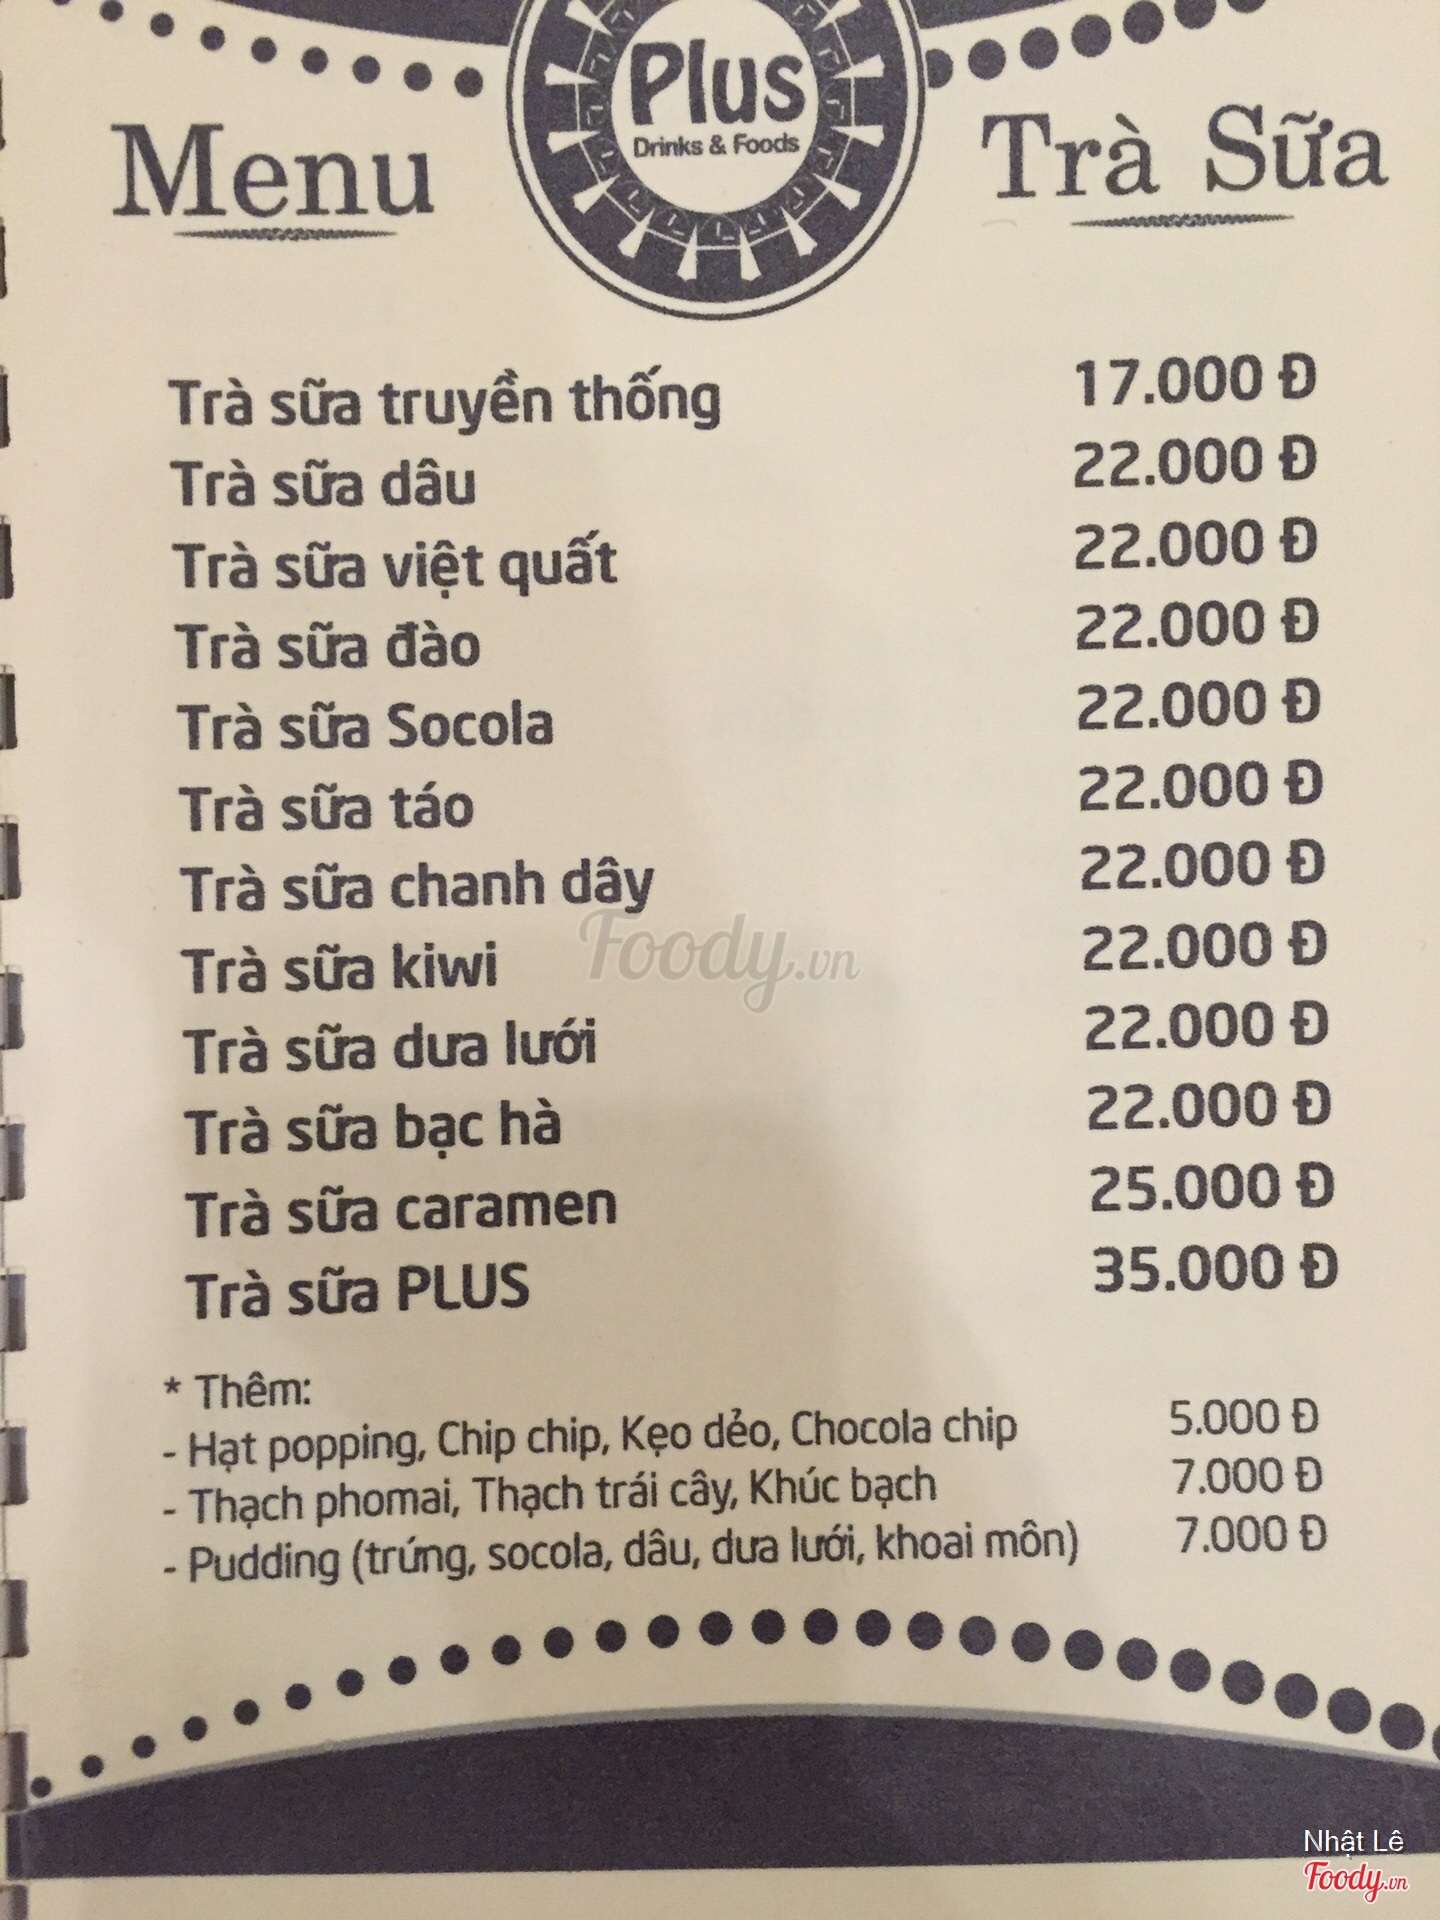 Plus
Drinks & Foods
Menu
Trà Sữa
Trà sữa truyền thống 17.000 Đ
Trà sữa dâu 22.000 Đ
Trà sữa việt quất 22.000 Đ
Trà sữa đào 22.000 Đ
Trà sữa Socola 22.000 Đ
Trà sữa táo 22.000 Đ
Trà sữa chanh dây 22.000 Đ
Trà sữa kiwi 22.000 Đ
Trà sữa dưa lưới 22.000 Đ
Trà sữa bạc hà 22.000 Đ
Trà sữa caramen 25.000 Đ
Trà sữa PLUS 35.000 Đ
* Thêm:
- Hạt popping, Chip chip, Kẹo dẻo, Chocola chip 5.000 Đ
- Thạch phomai, Thạch trái cây, Khúc bạch 7.000 Đ
- Pudding (trứng, socola, dâu, dưa lưới, khoai môn) 7.000 Đ
Foody.vn
Nhật Lê
Foody.vn